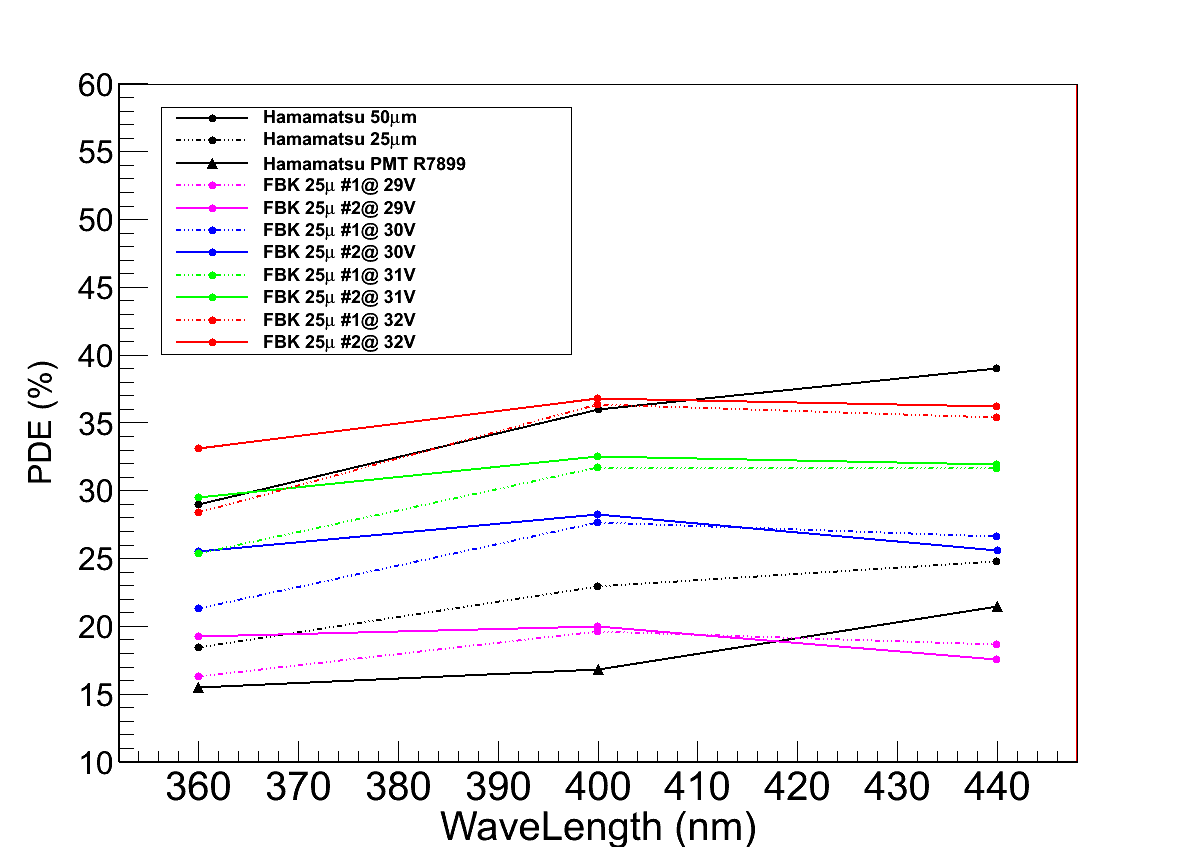 60
55
50
45
40
35
30
25
20
15
10
PDE (%)
Hamamatsu 50μm
Hamamatsu 25μm
Hamamatsu PMT R7899
FBK 25μ #1@ 29V
FBK 25μ #2@ 29V
FBK 25μ #1@ 30V
FBK 25μ #2@ 30V
FBK 25μ #1@ 31V
FBK 25μ #2@ 31V
FBK 25μ #1@ 32V
FBK 25μ #2@ 32V
360 370 380 390 400 410 420 430 440
WaveLength (nm)